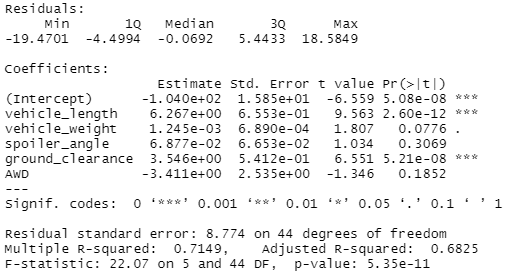 Residuals:
     Min       1Q   Median       3Q      Max
-19.4701  -4.4994  -0.0692   5.4433  18.5849

Coefficients:
                   Estimate Std. Error t value Pr(>|t|)
(Intercept)      -1.040e+02  1.585e+01  -6.559 5.08e-08 ***
vehicle_length    6.267e+00  6.553e-01   9.563 2.60e-12 ***
vehicle_weight    1.245e-03  6.890e-04   1.807   0.0776 .
spoiler_angle     6.877e-02  6.653e-02   1.034   0.3069
ground_clearance  3.546e+00  5.412e-01   6.551 5.21e-08 ***
AWD              -3.411e+00  2.535e+00  -1.346   0.1852
---
Signif. codes:  0 ‘***’ 0.001 ‘**’ 0.01 ‘*’ 0.05 ‘.’ 0.1 ‘ ’ 1

Residual standard error: 8.774 on 44 degrees of freedom
Multiple R-squared:  0.7149,    Adjusted R-squared:  0.6825
F-statistic: 22.07 on 5 and 44 DF,  p-value: 5.35e-11